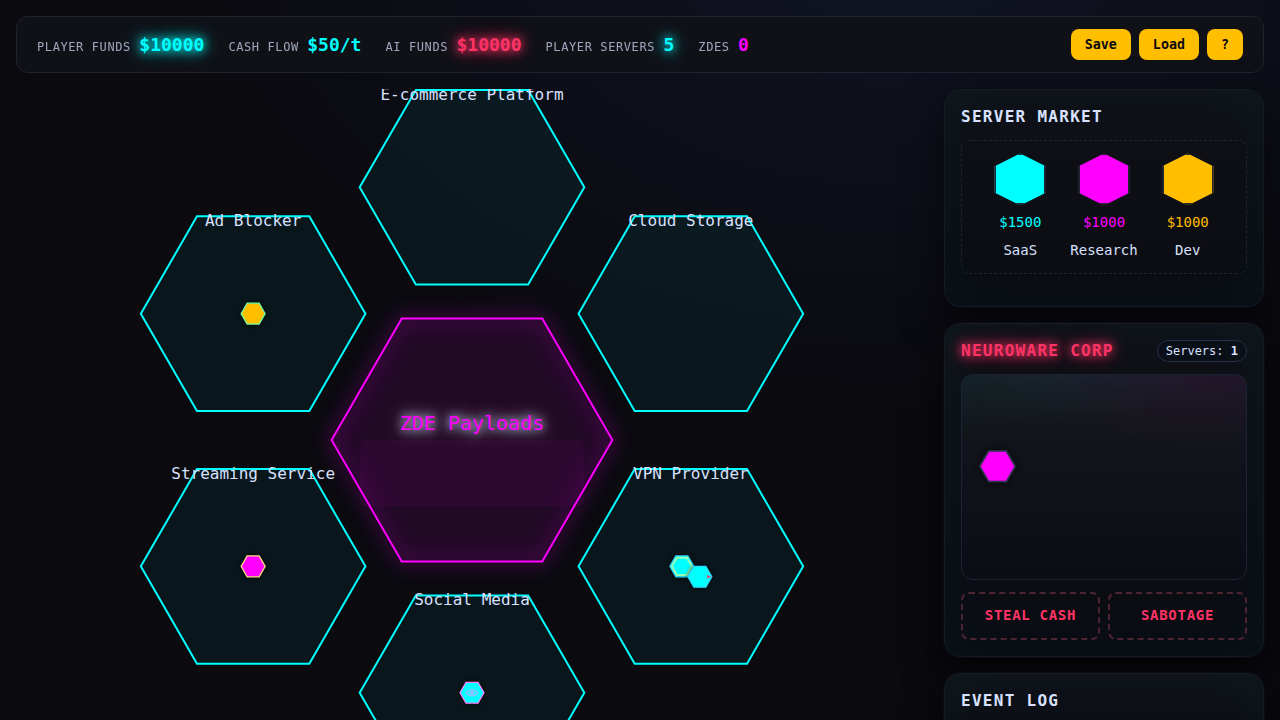 PLAYER FUNDS $10000 CASH FLOW $50/t AI FUNDS $10000 PLAYER SERVERS 5 ZDES 0 Save Load ?
E-commerce Platform
Ad Blocker
Cloud Storage
ZDE Payloads
Streaming Service
VPN Provider
Social Media
SERVER MARKET
$1500 $1000 $1000
SaaS Research Dev
NEUROWARE CORP Servers: 1
STEAL CASH SABOTAGE
EVENT LOG